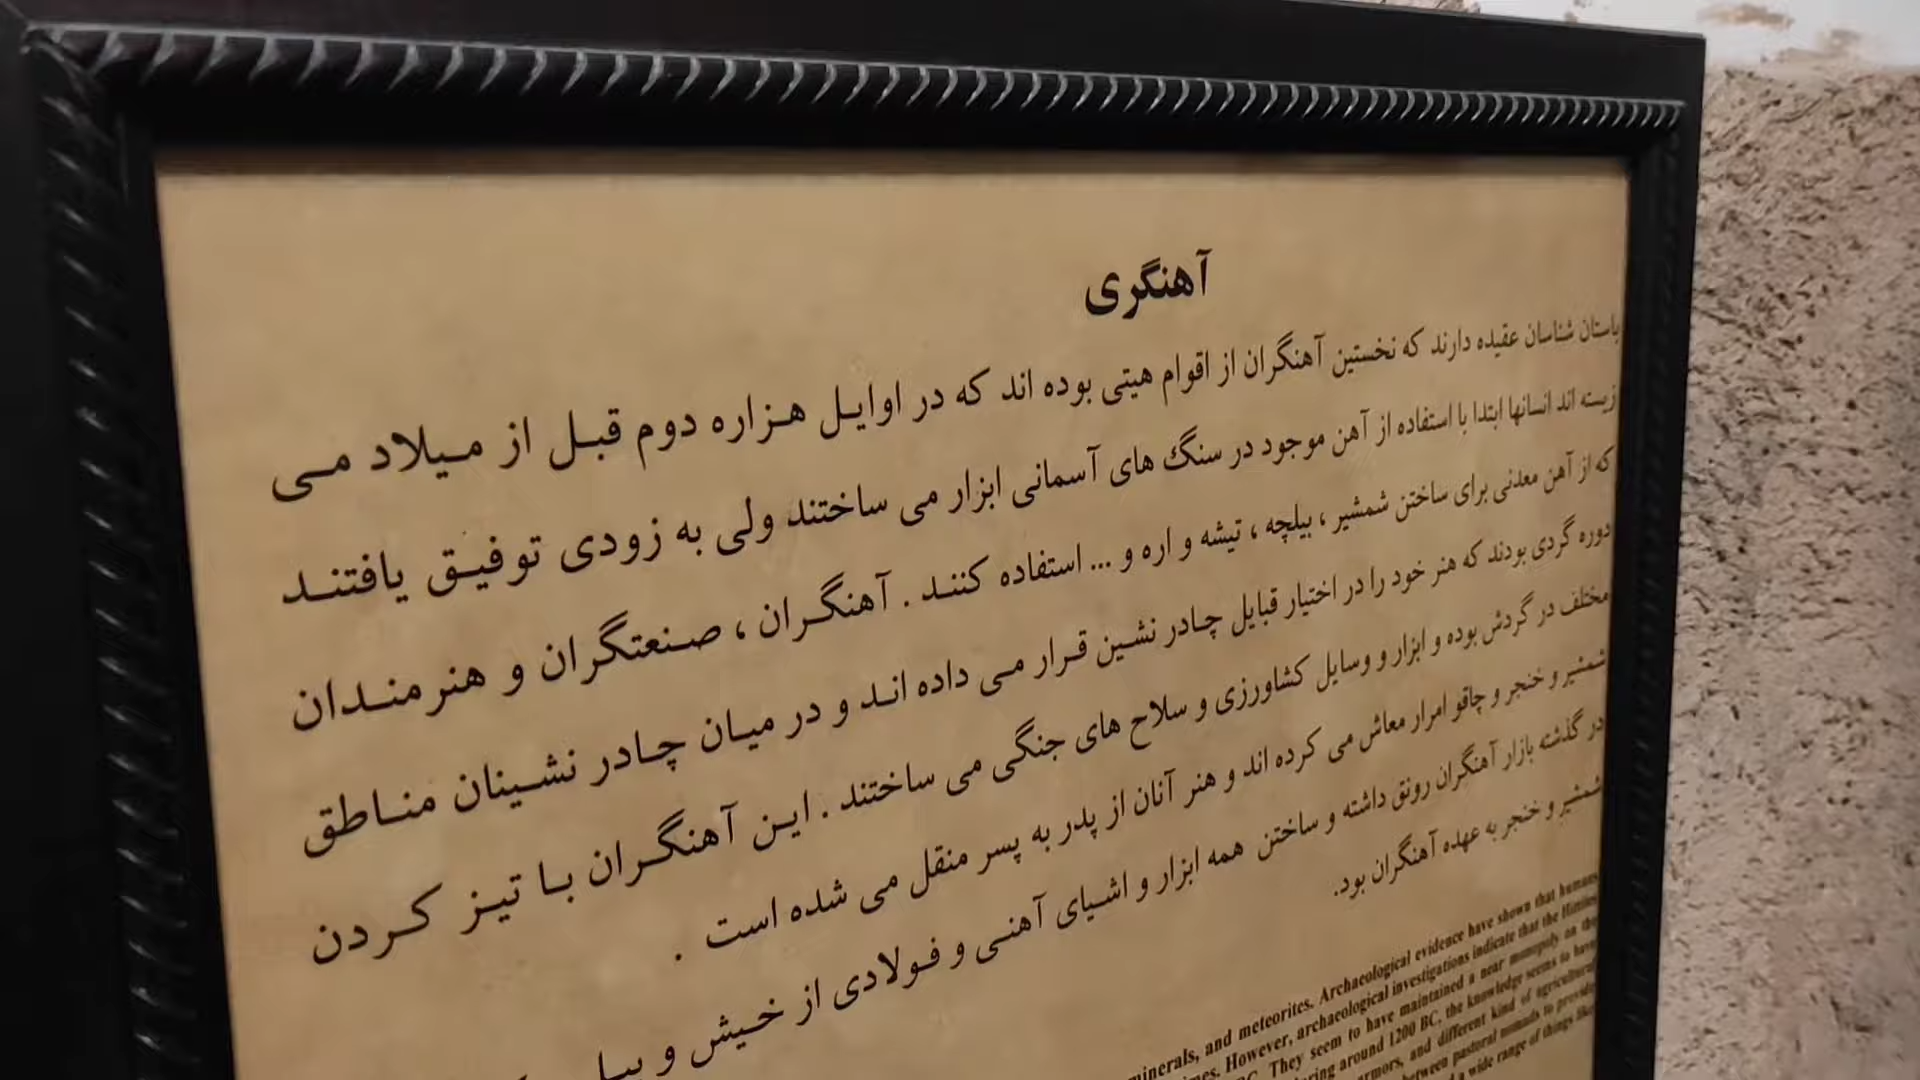 آهنگری
باستان شناسان عقیده دارند که نخستین آهنگران از اقوام هیتی بوده اند که در اوایل هزاره دوم قبل از میلاد می
زیسته اند انسانها ابتدا با استفاده از آهن موجود در سنگ های آسمانی ابزار می ساختند ولی به زودی توفیق یافتند
که از آهن معدنی برای ساختن شمشیر ، بیلچه ، تیشه و اره و ... استفاده کنند . آهنگران ، صنعتگران و هنرمندان
دوره گردی بودند که هنر خود را در اختیار قبایل چادر نشین قرار می داده اند و در میان چادر نشینان مناطق
مختلف در گردش بوده و ابزار و وسایل کشاورزی و سلاح های جنگی می ساختند . این آهنگران با تیز کردن
شمشیر و خنجر و چاقو امرار معاش می کرده اند و هنر آنان از پدر به پسر منقل می شده است .
در گذشته بازار آهنگران رونق داشته و ساختن همه ابزار و اشیای آهنی و فولادی از خیش و
شمشیر و خنجر به عهده آهنگران بود.
minerals, and meteorites. Archaeological evidence have shown that humans
However, archaeological investigations indicate that the Hittites
They seem to have maintained a near monopoly on the
around 1200 BC, the knowledge seems to have
armors, and different kind of agricultural
between pastoral nomads to provide
a wide range of things like